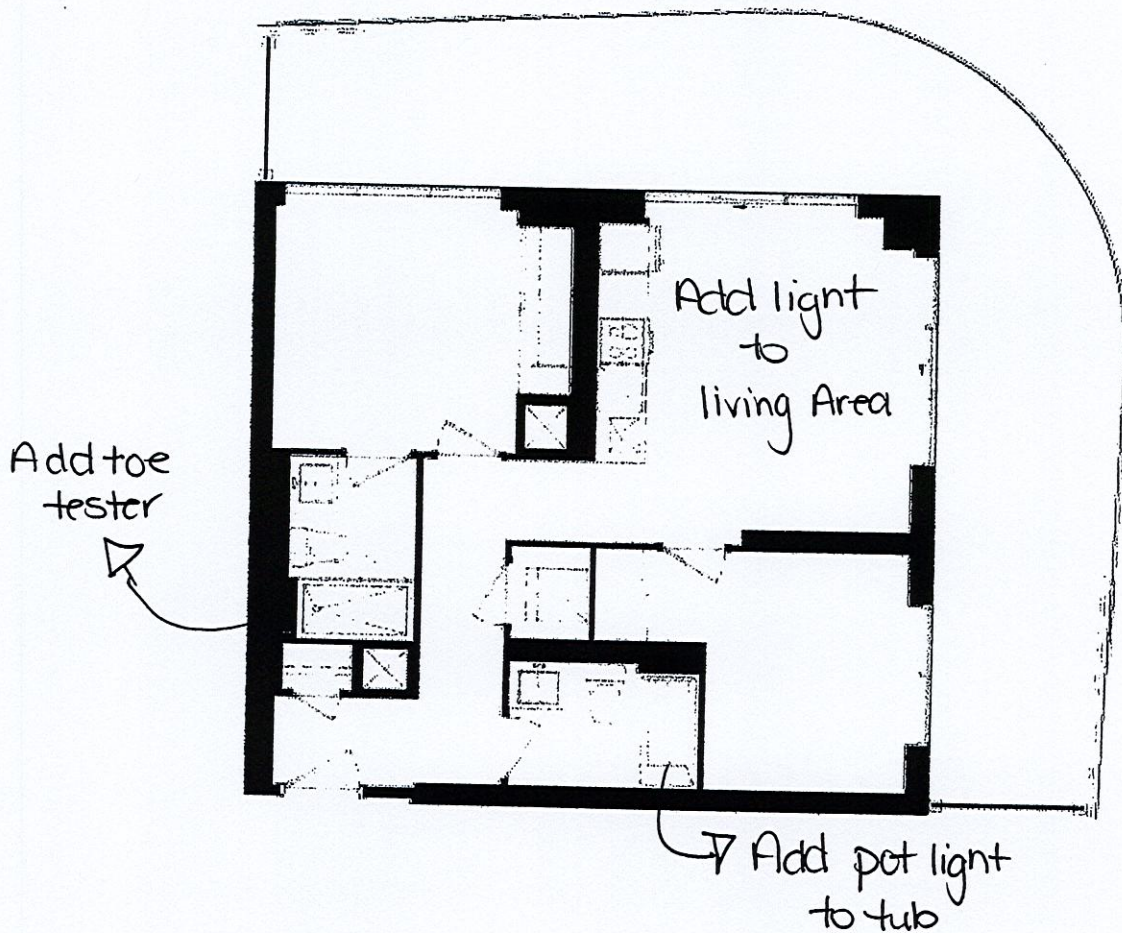 Add light
to
living Area
Add toe
tester
Add pot light
to tub